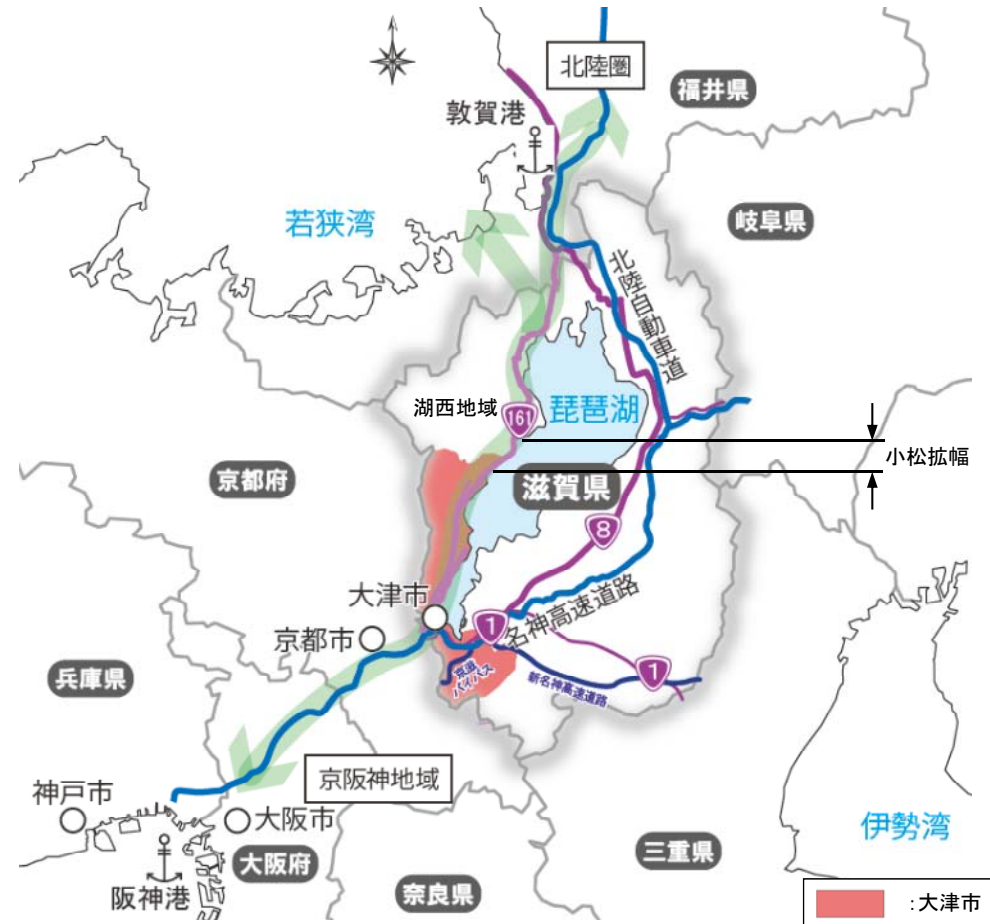 北陸圏
福井県
敦賀港
岐阜県
若狭湾
北陸自動車道
湖西地域
161
琵琶湖
小松拡幅
京都府
滋賀県
8
大津市
1
名神高速道路
京都市
京滋
バイパス
新名神高速道路
1
兵庫県
京阪神地域
神戸市
大阪市
伊勢湾
大阪府
三重県
阪神港
奈良県
:大津市